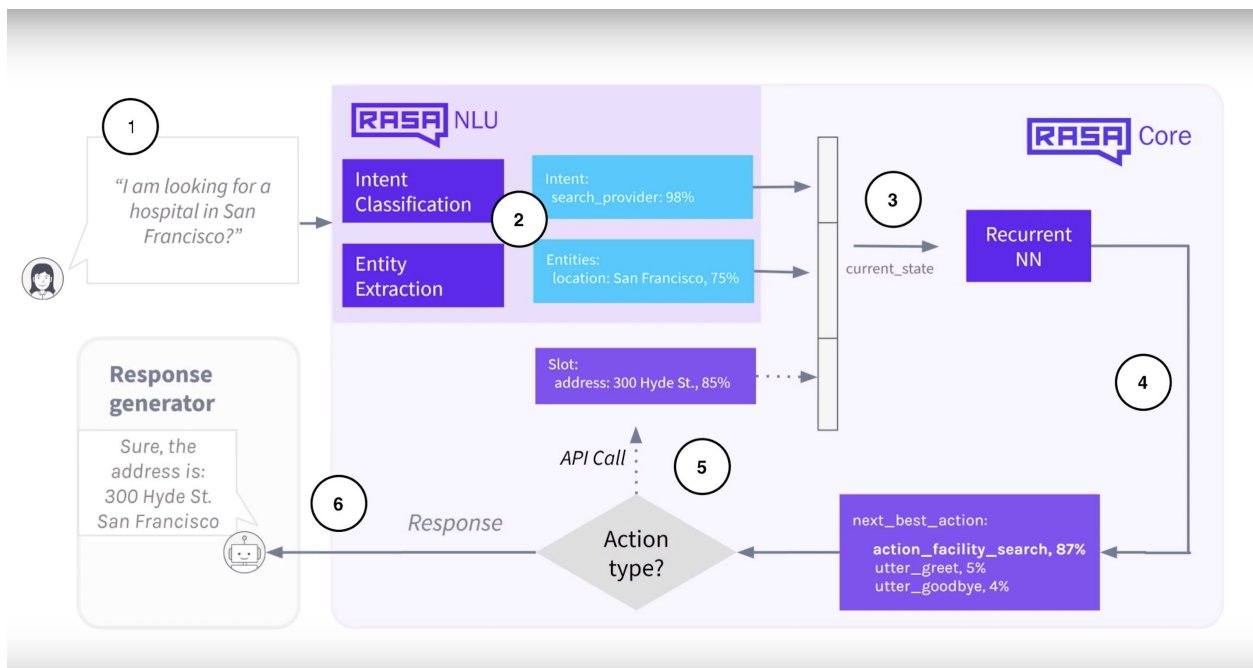 1
“I am looking for a
hospital in San
Francisco?”
RASA NLU
Intent
Classification
Entity
Extraction
2
Intent:
search_provider: 98%
Entities:
location: San Francisco, 75%
RASA Core
3
current_state
Recurrent
NN
4
Slot:
address: 300 Hyde St., 85%
API Call
5
next_best_action:
action_facility_search, 87%
utter_greet, 5%
utter_goodbye, 4%
Action
type?
6
Response
Response
generator
Sure, the
address is:
300 Hyde St.
San Francisco